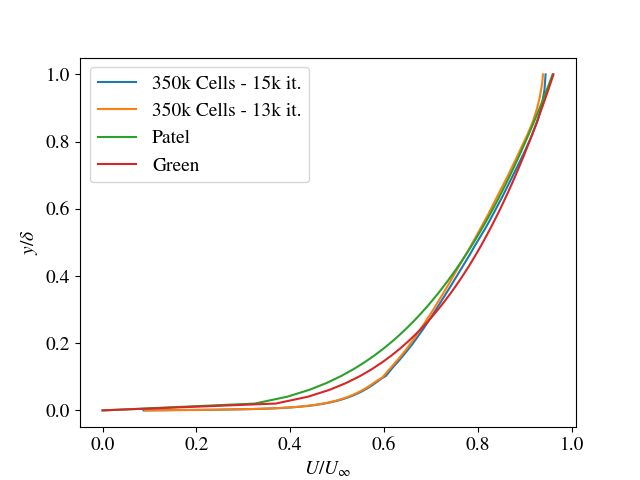 350k Cells - 15k it.
350k Cells - 13k it.
Patel
Green
1.0
0.8
0.6
0.4
0.2
0.0
y/δ
0.0 0.2 0.4 0.6 0.8 1.0
U/U∞